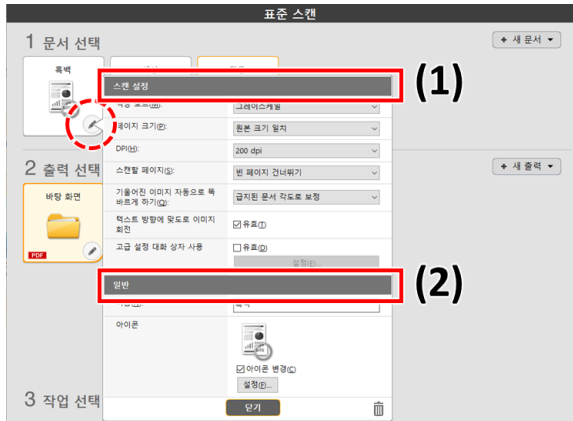 표준 스캔
1 문서 선택
+ 새 문서
흑백
스캔 설정
(1)
그레이스케일
페이지 크기(P):
원본 크기 일치
DPI(H):
200 dpi
2 출력 선택
+ 새 출력
스캔할 페이지(S):
빈 페이지 건너뛰기
바탕 화면
기울어진 이미지 자동으로 똑
바르게 하기(Q):
급지된 문서 각도로 보정
텍스트 방향에 맞도로 이미지
회전
유효(T)
PDF
고급 설정 대화 상자 사용
유효(D)
설정(E)...
일반
(2)
아이콘
아이콘 변경(C)
설정(F)...
3 작업 선택
닫기